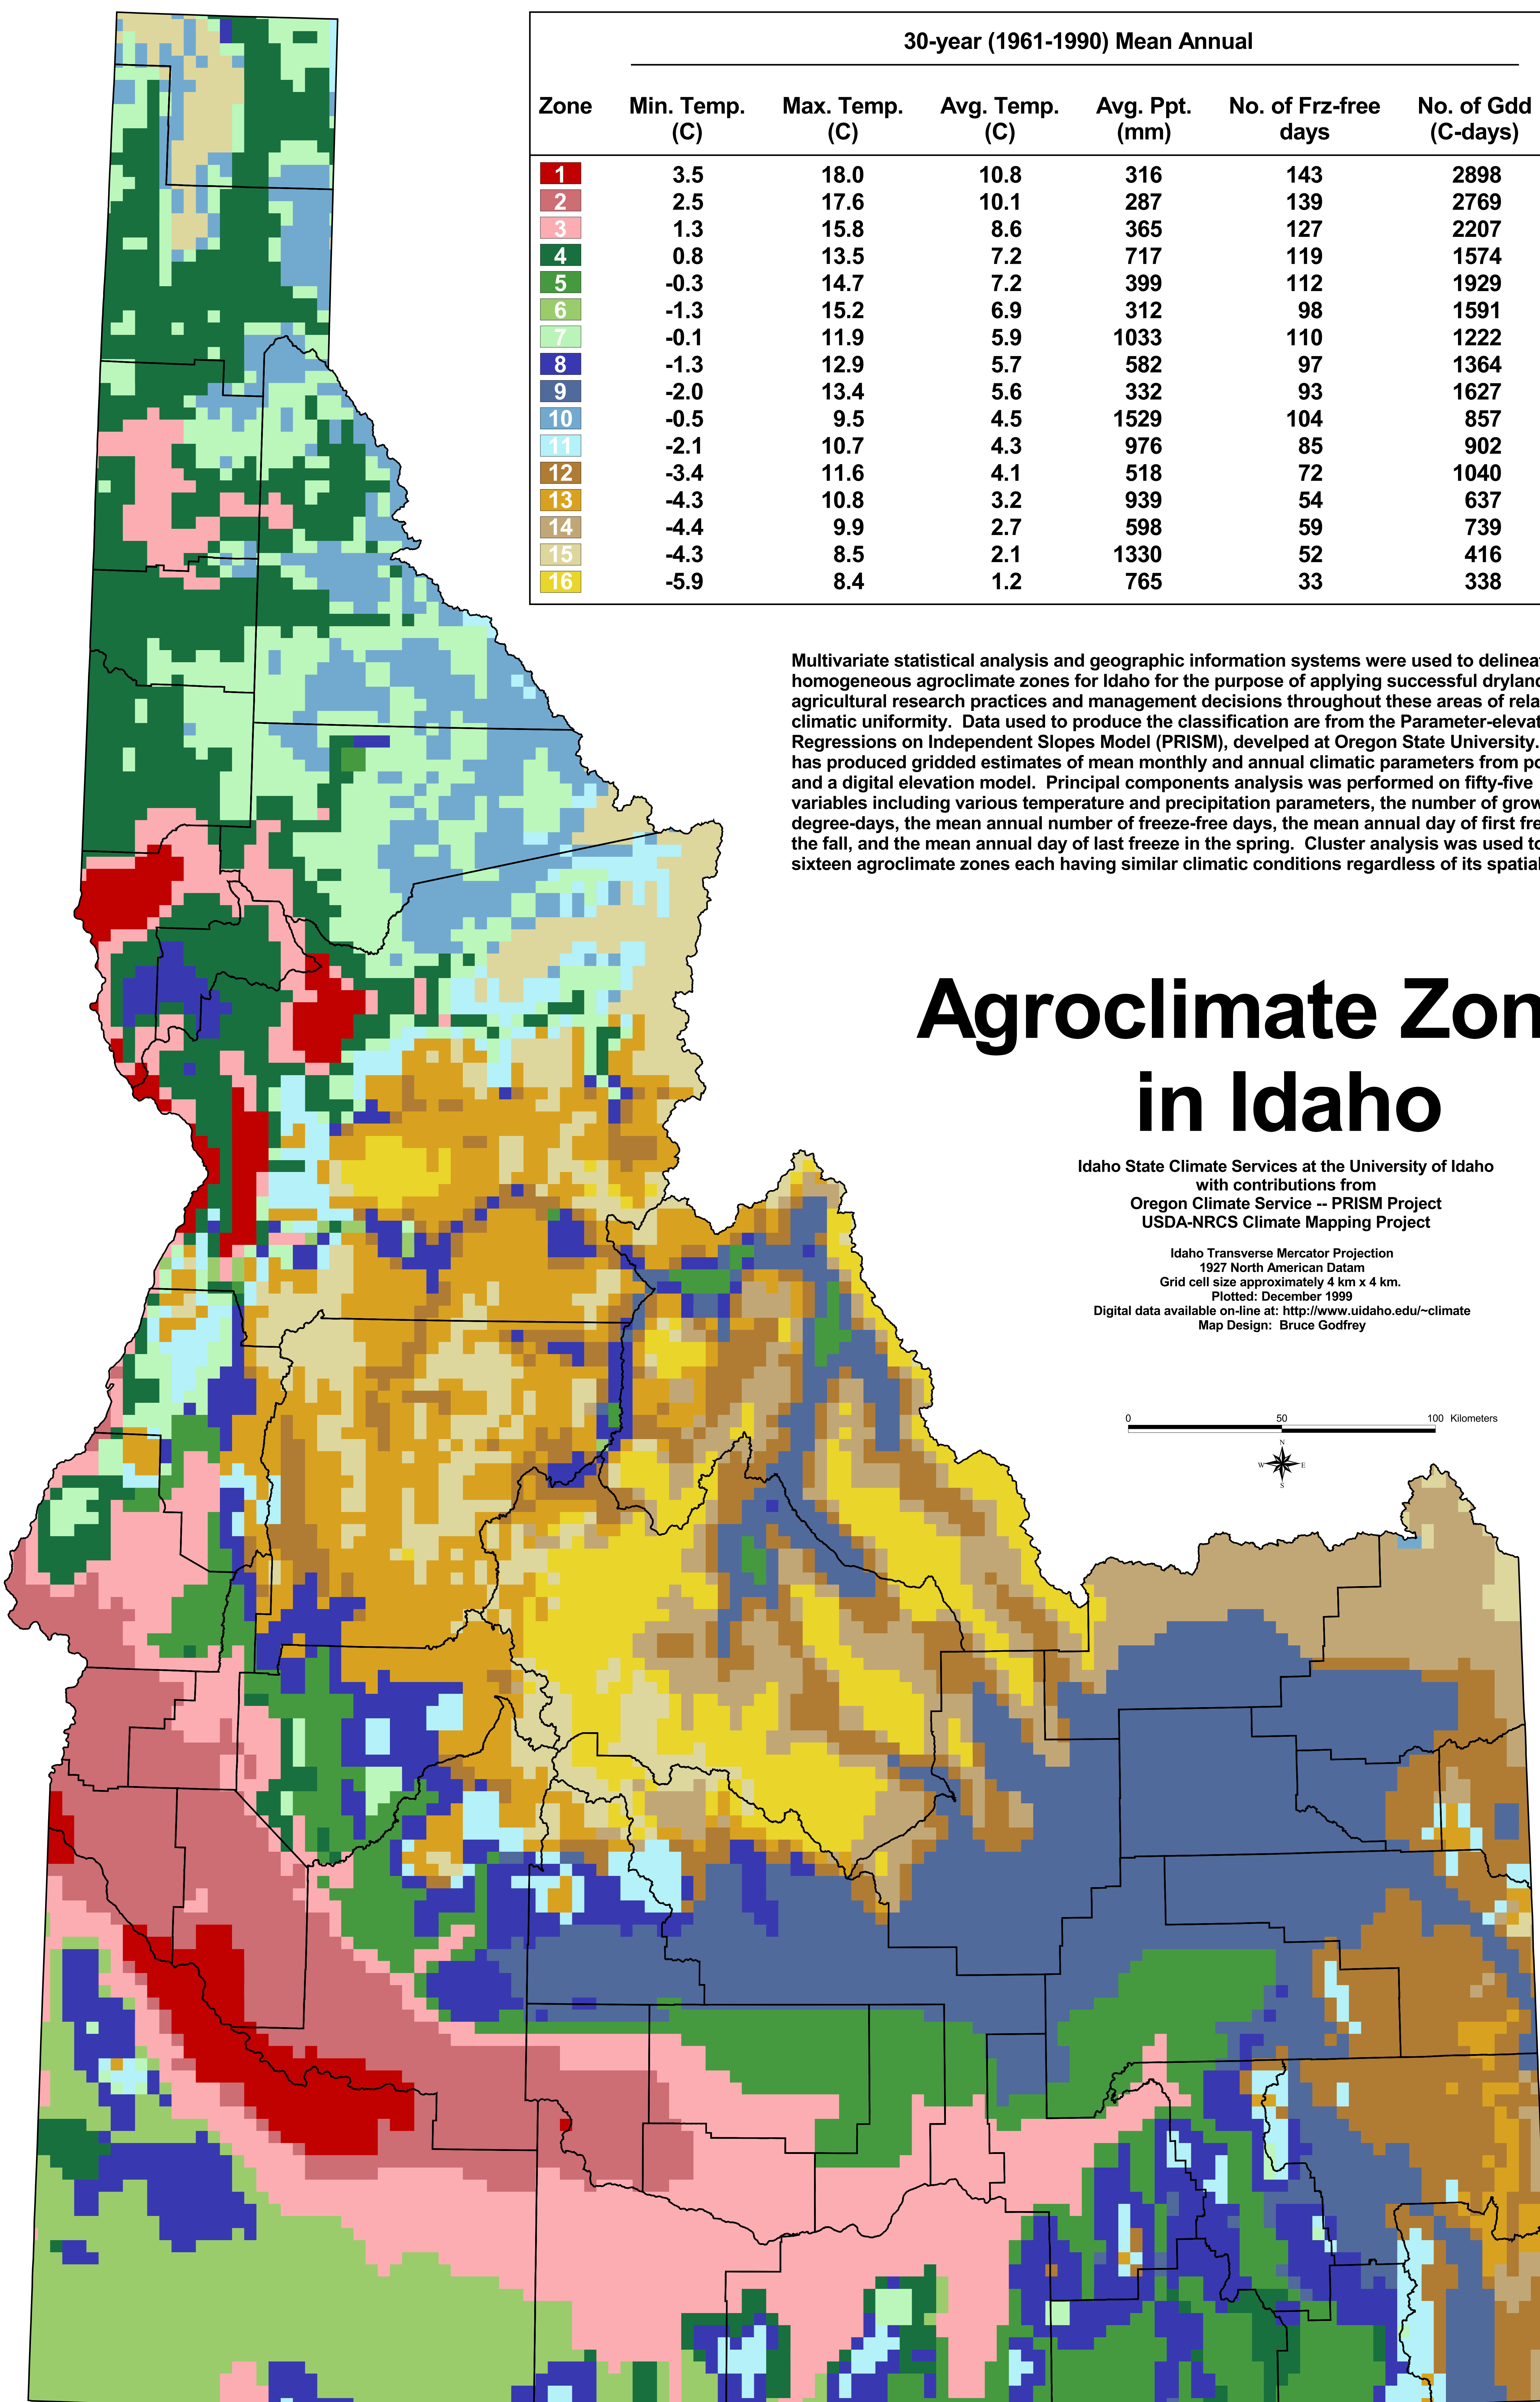 30-year (1961-1990) Mean Annual
Zone Min. Temp. Max. Temp. Avg. Temp. Avg. Ppt. No. of Frz-free No. of Gdd
(C) (C) (C) (mm) days (C-days)
1 3.5 18.0 10.8 316 143 2898
2 2.5 17.6 10.1 287 139 2769
3 1.3 15.8 8.6 365 127 2207
4 0.8 13.5 7.2 717 119 1574
5 -0.3 14.7 7.2 399 112 1929
6 -1.3 15.2 6.9 312 98 1591
7 -0.1 11.9 5.9 1033 110 1222
8 -1.3 12.9 5.7 582 97 1364
9 -2.0 13.4 5.6 332 93 1627
10 -0.5 9.5 4.5 1529 104 857
11 -2.1 10.7 4.3 976 85 902
12 -3.4 11.6 4.1 518 72 1040
13 -4.3 10.8 3.2 939 54 637
14 -4.4 9.9 2.7 598 59 739
15 -4.3 8.5 2.1 1330 52 416
16 -5.9 8.4 1.2 765 33 338
Multivariate statistical analysis and geographic information systems were used to delineat
homogeneous agroclimate zones for Idaho for the purpose of applying successful dryland
agricultural research practices and management decisions throughout these areas of rela
climatic uniformity. Data used to produce the classification are from the Parameter-elevat
Regressions on Independent Slopes Model (PRISM), develped at Oregon State University.
has produced gridded estimates of mean monthly and annual climatic parameters from po
and a digital elevation model. Principal components analysis was performed on fifty-five
variables including various temperature and precipitation parameters, the number of grow
degree-days, the mean annual number of freeze-free days, the mean annual day of first fre
the fall, and the mean annual day of last freeze in the spring. Cluster analysis was used to
sixteen agroclimate zones each having similar climatic conditions regardless of its spatial
Agroclimate Zon
in Idaho
Idaho State Climate Services at the University of Idaho
with contributions from
Oregon Climate Service -- PRISM Project
USDA-NRCS Climate Mapping Project
Idaho Transverse Mercator Projection
1927 North American Datam
Grid cell size approximately 4 km x 4 km.
Plotted: December 1999
Digital data available on-line at: http://www.uidaho.edu/~climate
Map Design: Bruce Godfrey
0 50 100 Kilometers
N
W E
S